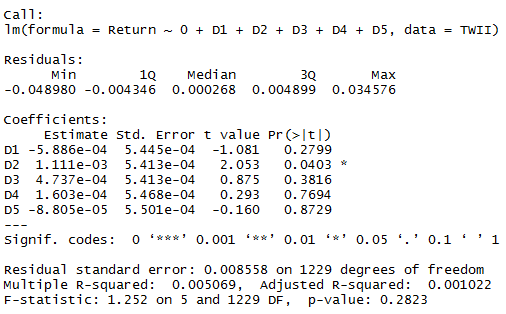 Call:
lm(formula = Return ~ 0 + D1 + D2 + D3 + D4 + D5, data = TWII)
Residuals:
Min 1Q Median 3Q Max
-0.048980 -0.004346 0.000268 0.004899 0.034576
Coefficients:
Estimate Std. Error t value Pr(>|t|)
D1 -5.886e-04 5.445e-04 -1.081 0.2799
D2 1.111e-03 5.413e-04 2.053 0.0403 *
D3 4.737e-04 5.413e-04 0.875 0.3816
D4 1.603e-04 5.468e-04 0.293 0.7694
D5 -8.805e-05 5.501e-04 -0.160 0.8729
---
Signif. codes: 0 ‘***’ 0.001 ‘**’ 0.01 ‘*’ 0.05 ‘.’ 0.1 ‘ ’ 1
Residual standard error: 0.008558 on 1229 degrees of freedom
Multiple R-squared: 0.005069, Adjusted R-squared: 0.001022
F-statistic: 1.252 on 5 and 1229 DF, p-value: 0.2823